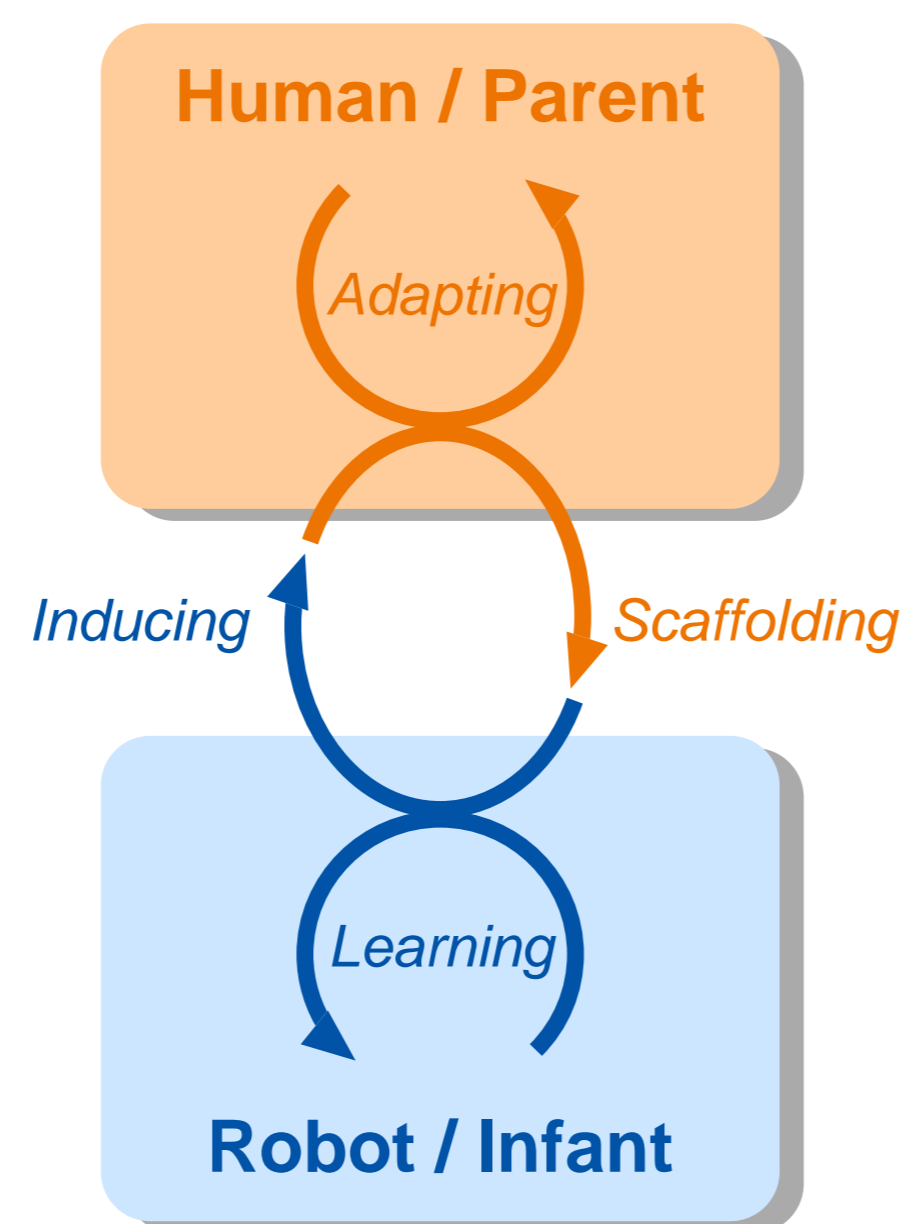 Human / Parent
Adapting
Inducing
Scaffolding
Learning
Robot / Infant